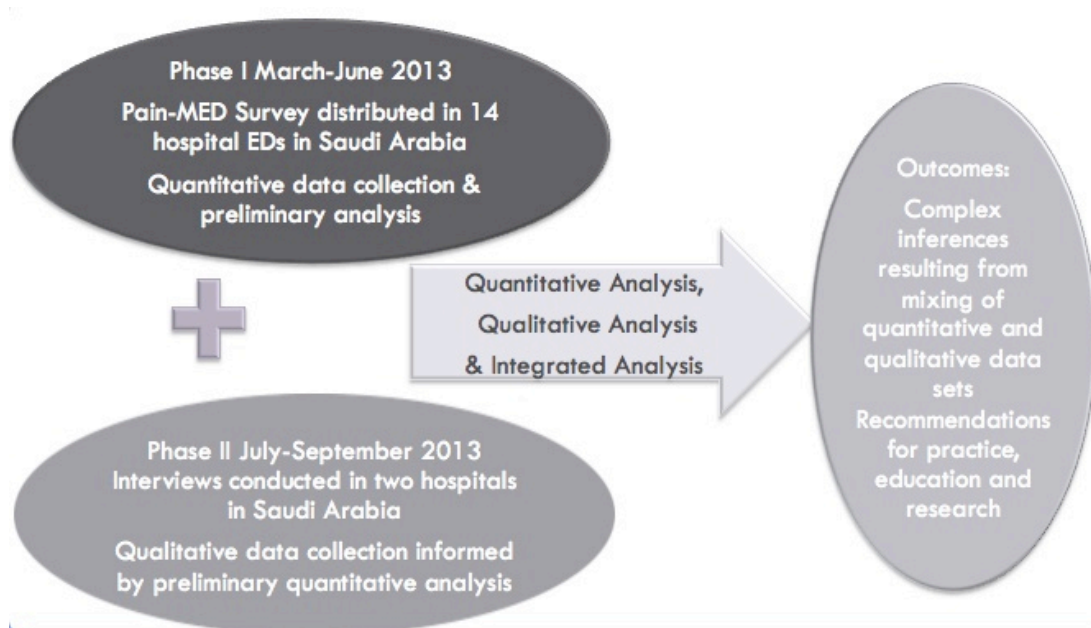 Phase I March-June 2013
Pain-MED Survey distributed in 14
hospital EDs in Saudi Arabia
Quantitative data collection &
preliminary analysis
Quantitative Analysis,
Qualitative Analysis
& Integrated Analysis
Phase II July-September 2013
Interviews conducted in two hospitals
in Saudi Arabia
Qualitative data collection informed
by preliminary quantitative analysis
Outcomes:
Complex
inferences
resulting from
mixing of
quantitative and
qualitative data
sets
Recommendations
for practice,
education and
research